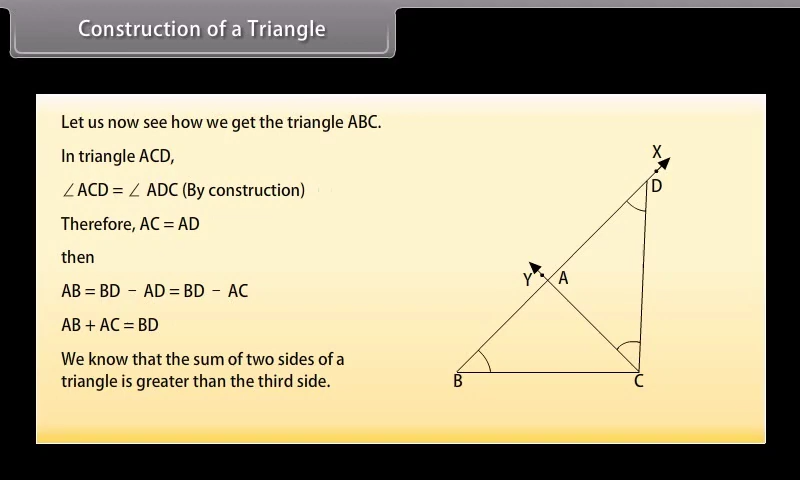 Construction of a Triangle
Let us now see how we get the triangle ABC.
In triangle ACD,
∠ACD = ∠ ADC (By construction)
Therefore, AC = AD
then
AB = BD − AD = BD − AC
AB + AC = BD
We know that the sum of two sides of a
triangle is greater than the third side.
X
D
Y
A
B
C